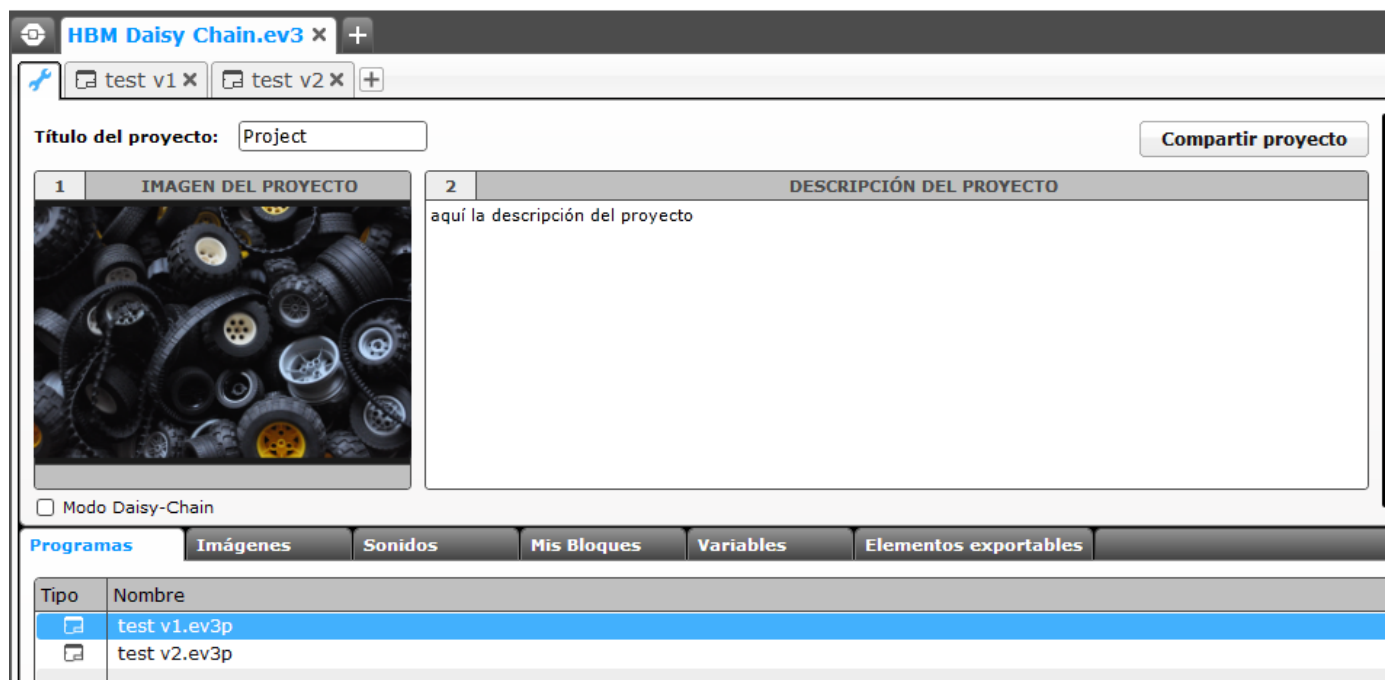 HBM Daisy Chain.ev3
test v1 test v2
Título del proyecto: Project Compartir proyecto
1 IMAGEN DEL PROYECTO 2 DESCRIPCIÓN DEL PROYECTO
aquí la descripción del proyecto
Modo Daisy-Chain
Programas Imágenes Sonidos Mis Bloques Variables Elementos exportables
Tipo Nombre
test v1.ev3p
test v2.ev3p